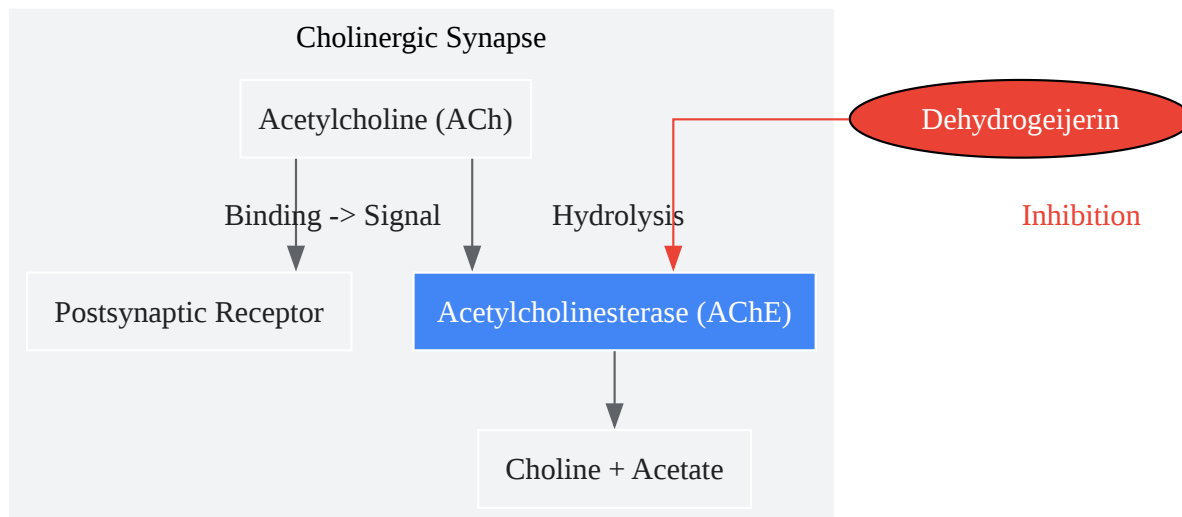 Cholinergic Synapse
Acetylcholine (ACh)
Dehydrogeijerin
Binding -> Signal
Hydrolysis
Inhibition
Postsynaptic Receptor
Acetylcholinesterase (AChE)
Choline + Acetate